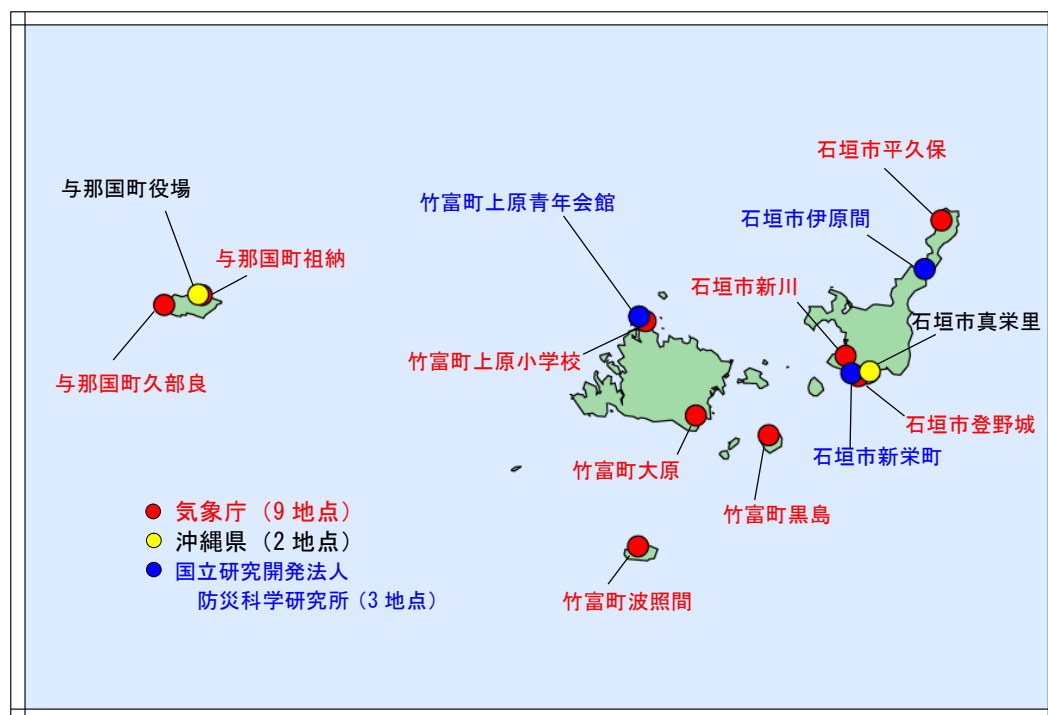 石垣市平久保
与那国町役場
竹富町上原青年会館
石垣市伊原間
与那国町祖納
石垣市新川
石垣市真栄里
竹富町上原小学校
与那国町久部良
石垣市登野城
石垣市新栄町
竹富町大原
竹富町黒島
気象庁(9 地点)
沖縄県(2 地点)
国立研究開発法人
防災科学研究所(3 地点)
竹富町波照間